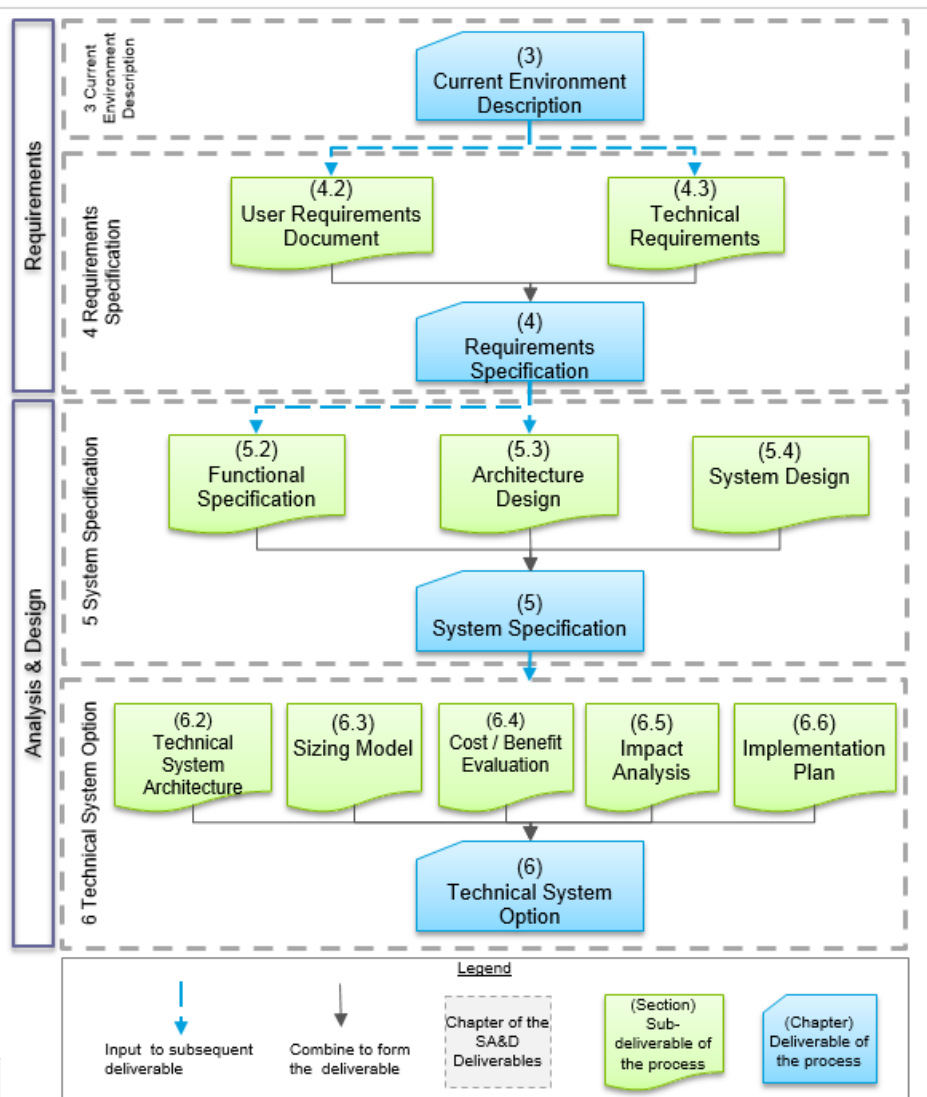 Requirements
3 Current
Environment
Description
(3)
Current Environment
Description
4 Requirements
Specification
(4.2)
User Requirements
Document
(4.3)
Technical
Requirements
(4)
Requirements
Specification
Analysis & Design
5 System Specification
(5.2)
Functional
Specification
(5.3)
Architecture
Design
(5.4)
System Design
(5)
System Specification
6 Technical System Option
(6.2)
Technical
System
Architecture
(6.3)
Sizing Model
(6.4)
Cost / Benefit
Evaluation
(6.5)
Impact
Analysis
(6.6)
Implementation
Plan
(6)
Technical System
Option
Legend
Input to subsequent
deliverable
Combine to form
the deliverable
Chapter of the
SA&D
Deliverables
(Section)
Sub-
deliverable of
the process
(Chapter)
Deliverable of
the process